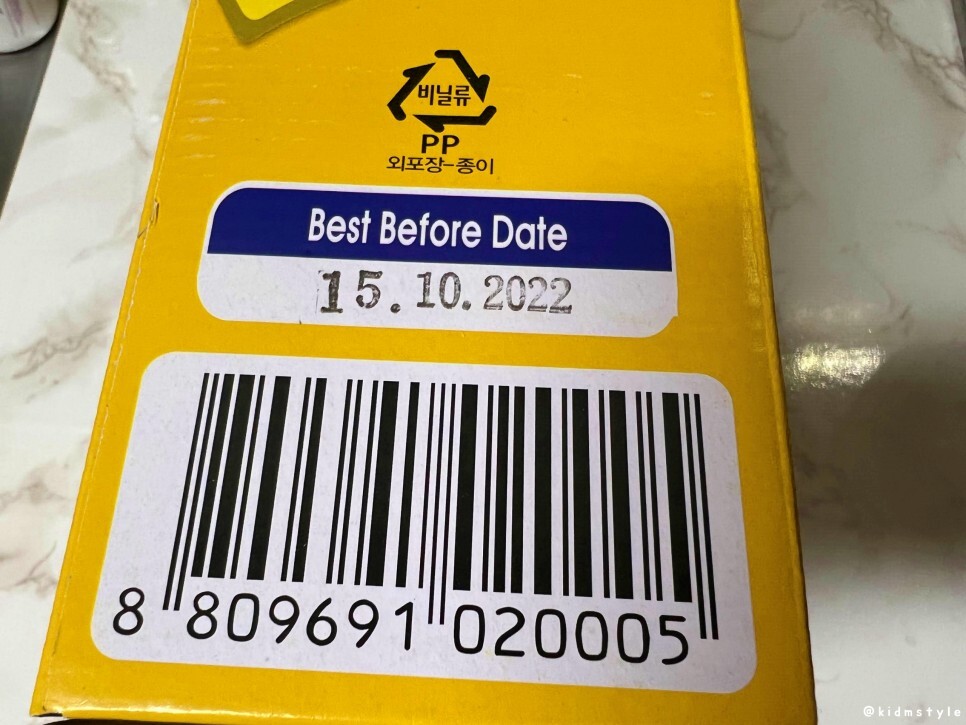 비닐류
PP
외포장-종이
Best Before Date
15.10.2022
8 809691 020005
@kidmstyle